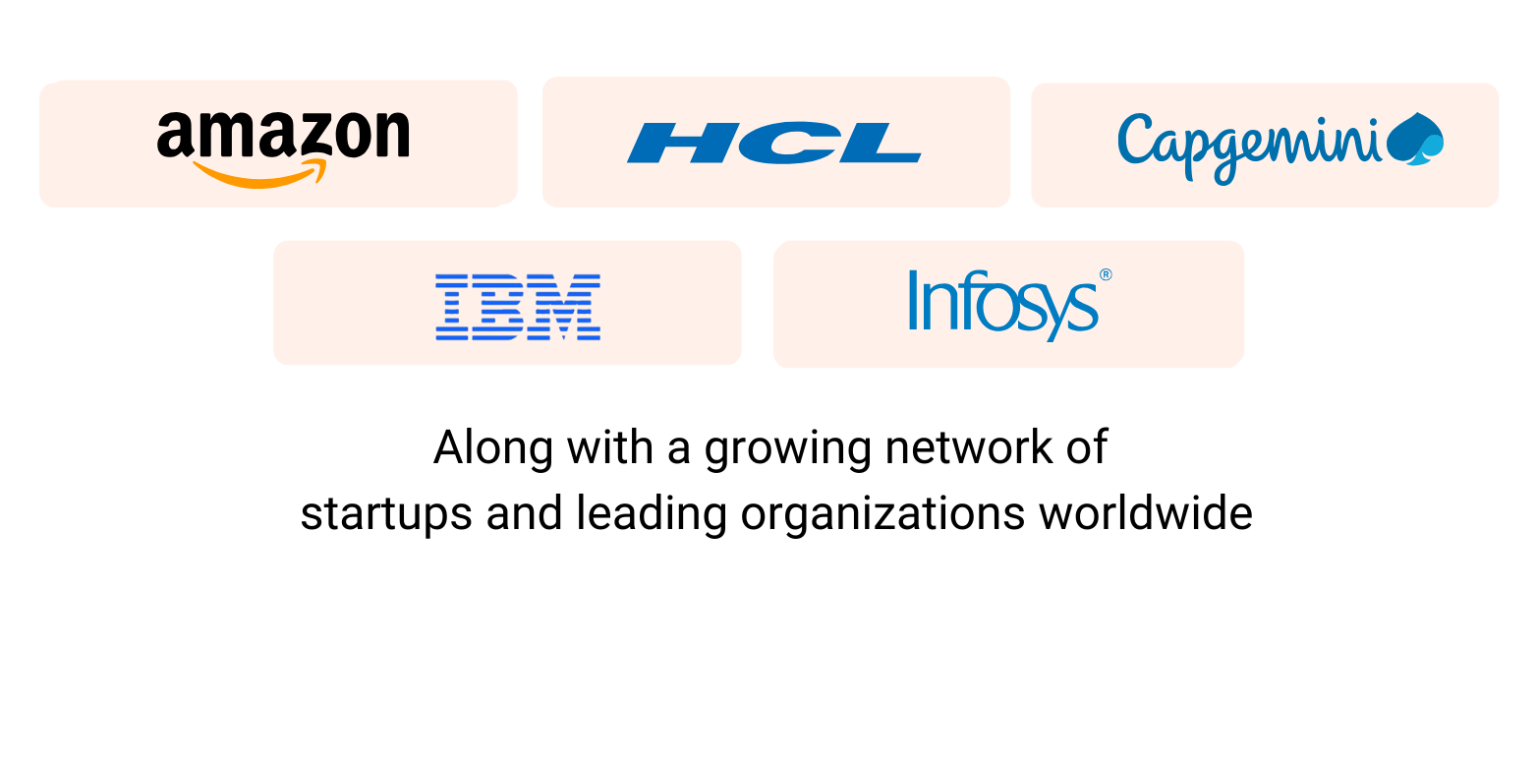 amazon
HCL
Capgemini
IBM
Infosys®
Along with a growing network of
startups and leading organizations worldwide